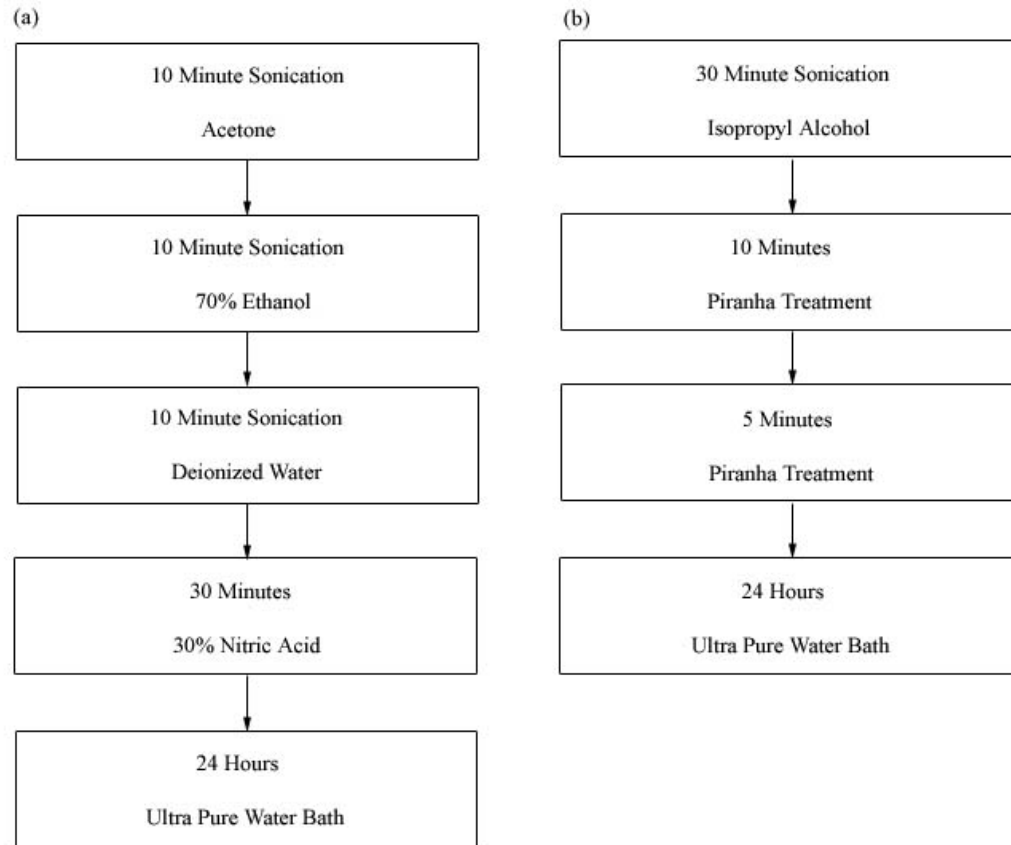 (a)
10 Minute Sonication
Acetone
10 Minute Sonication
70% Ethanol
10 Minute Sonication
Deionized Water
30 Minutes
30% Nitric Acid
24 Hours
Ultra Pure Water Bath
(b)
30 Minute Sonication
Isopropyl Alcohol
10 Minutes
Piranha Treatment
5 Minutes
Piranha Treatment
24 Hours
Ultra Pure Water Bath